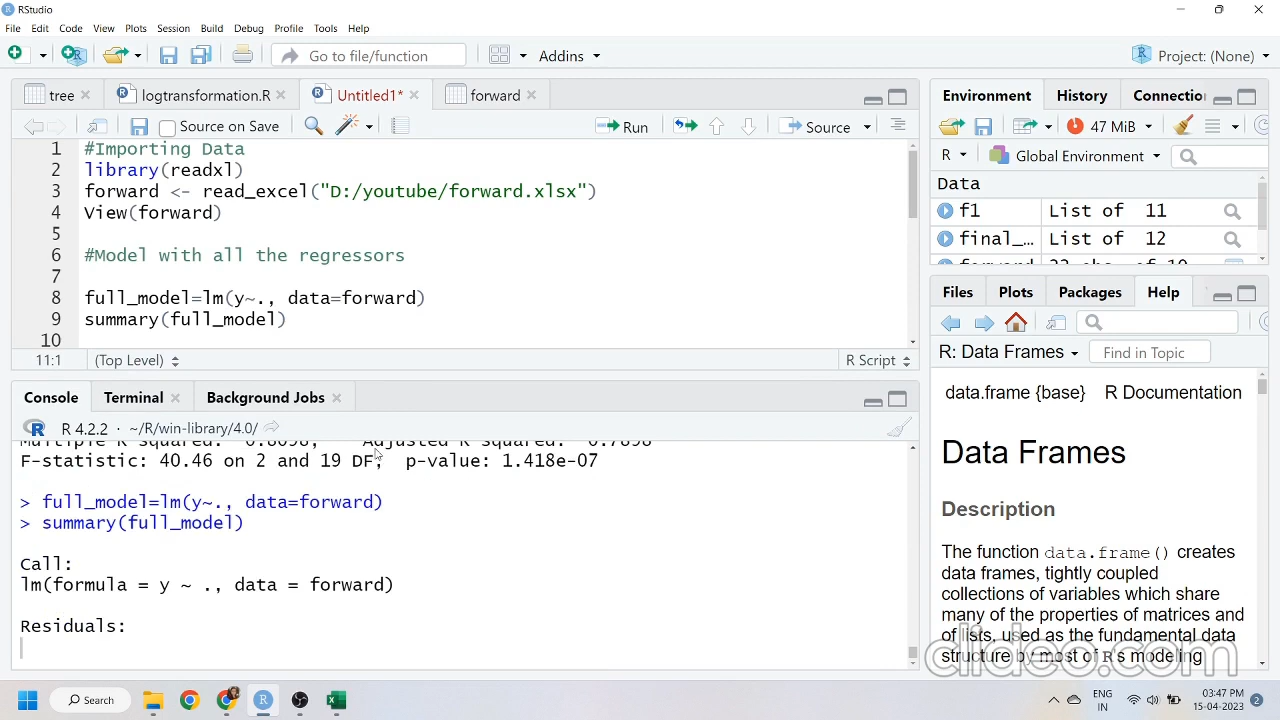 RStudio
File Edit Code View Plots Session Build Debug Profile Tools Help
Go to file/function Addins Project: (None)
tree logtransformation.R Untitled1* forward
Source on Save Run Source
1 #Importing Data
2 library(readxl)
3 forward <- read_excel("D:/youtube/forward.xlsx")
4 View(forward)
5
6 #Model with all the regressors
7
8 full_model=lm(y~., data=forward)
9 summary(full_model)
10
11:1 (Top Level) R Script
Console Terminal Background Jobs
R 4.2.2 · ~/R/win-library/4.0/
F-statistic: 40.46 on 2 and 19 DF, p-value: 1.418e-07
> full_model=lm(y~., data=forward)
> summary(full_model)
Call:
lm(formula = y ~ ., data = forward)
Residuals:
Environment History Connectio
47 MiB
R Global Environment
Data
f1 List of 11
final_… List of 12
Files Plots Packages Help
R: Data Frames Find in Topic
data.frame {base} R Documentation
Data Frames
Description
The function data.frame() creates
data frames, tightly coupled
collections of variables which share
many of the properties of matrices and
of lists, used as the fundamental data
structure by most of R's modeling
clideo.com
Search
ENG
IN
03:47 PM
15-04-2023
2